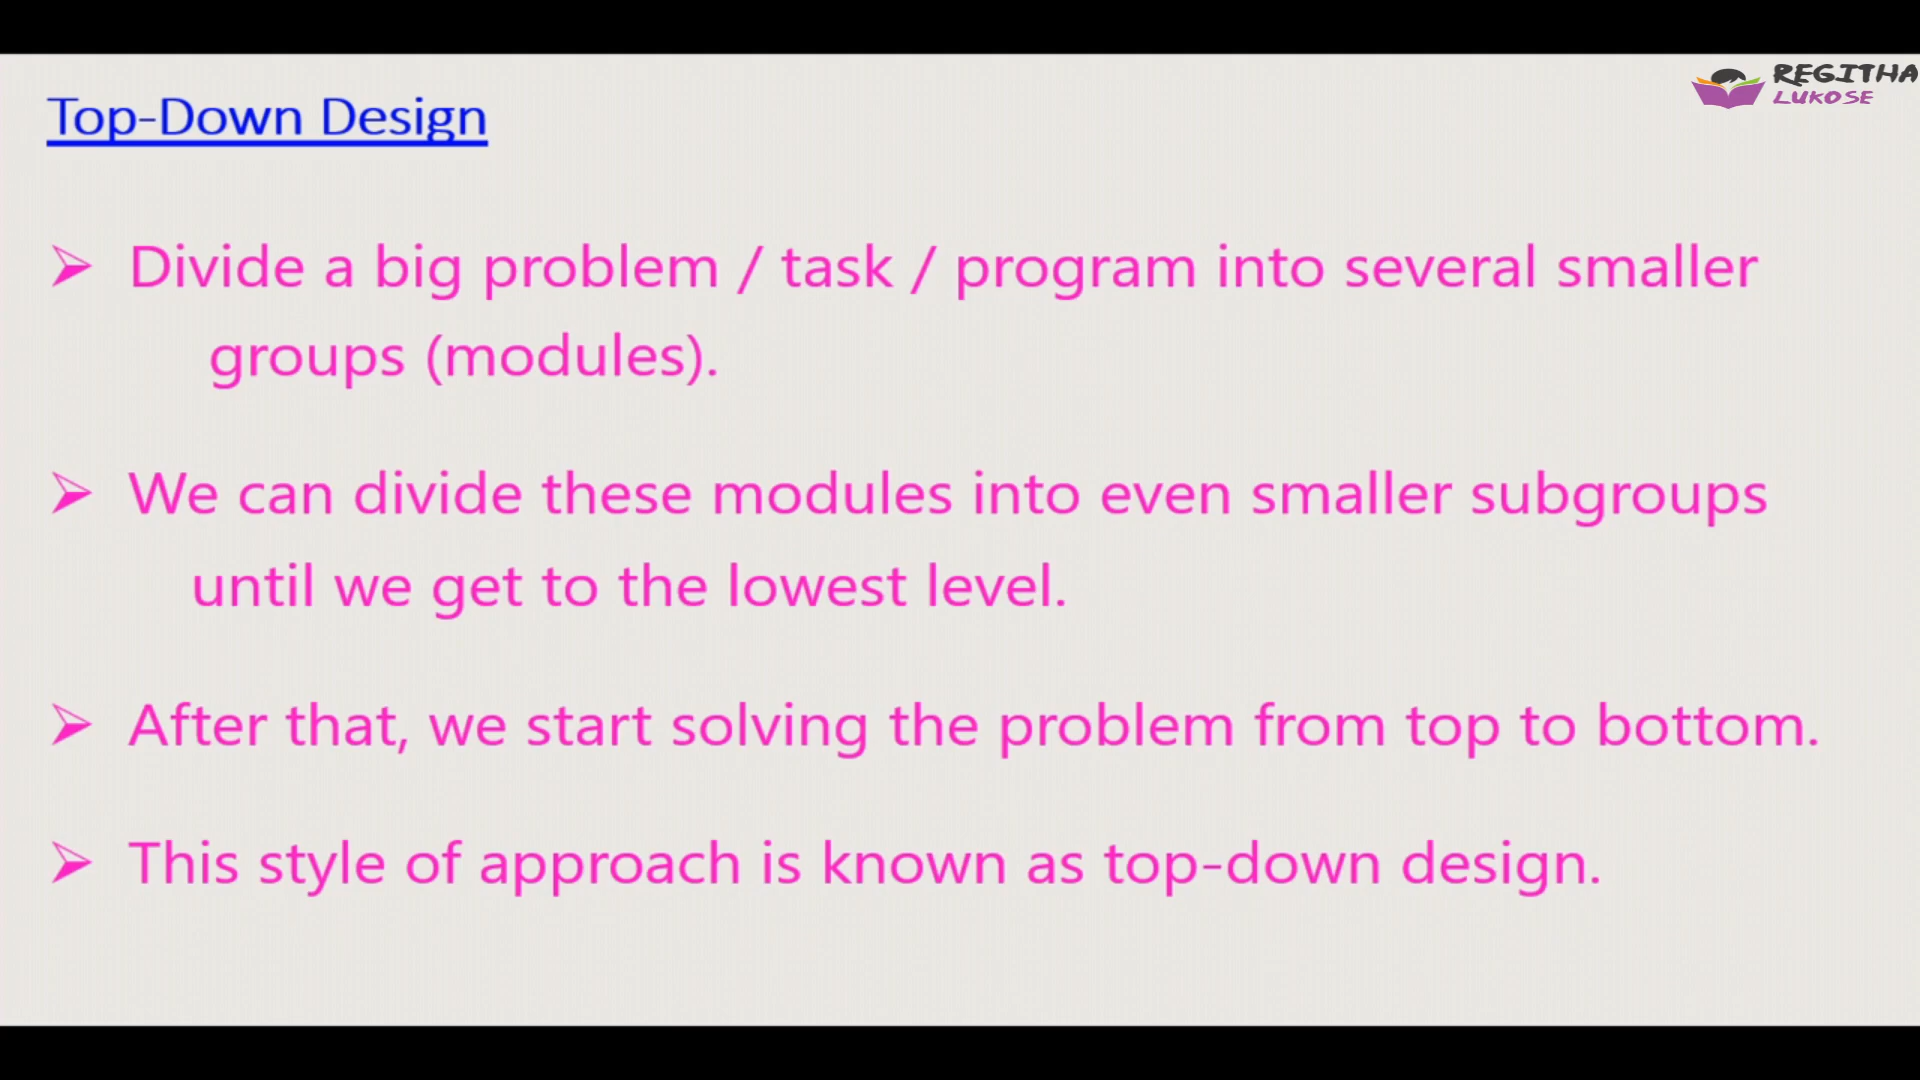 REGITHA
LUKOSE
Top-Down Design
➢ Divide a big problem / task / program into several smaller
groups (modules).
➢ We can divide these modules into even smaller subgroups
until we get to the lowest level.
➢ After that, we start solving the problem from top to bottom.
➢ This style of approach is known as top-down design.